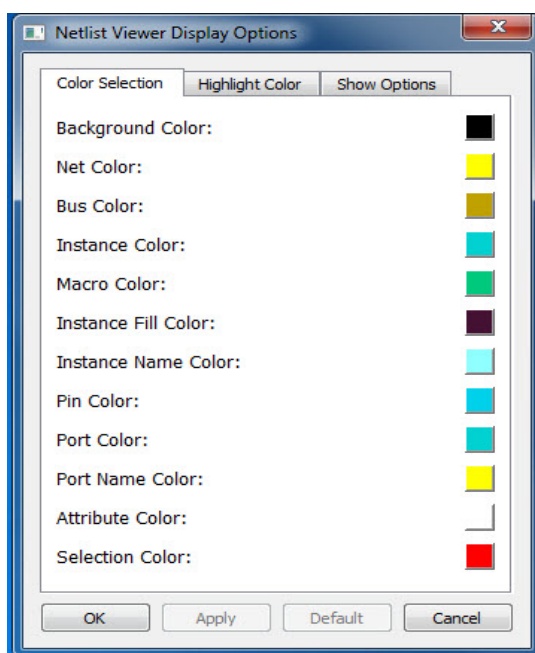 Netlist Viewer Display Options
Color Selection Highlight Color Show Options
Background Color:
Net Color:
Bus Color:
Instance Color:
Macro Color:
Instance Fill Color:
Instance Name Color:
Pin Color:
Port Color:
Port Name Color:
Attribute Color:
Selection Color:
OK Apply Default Cancel